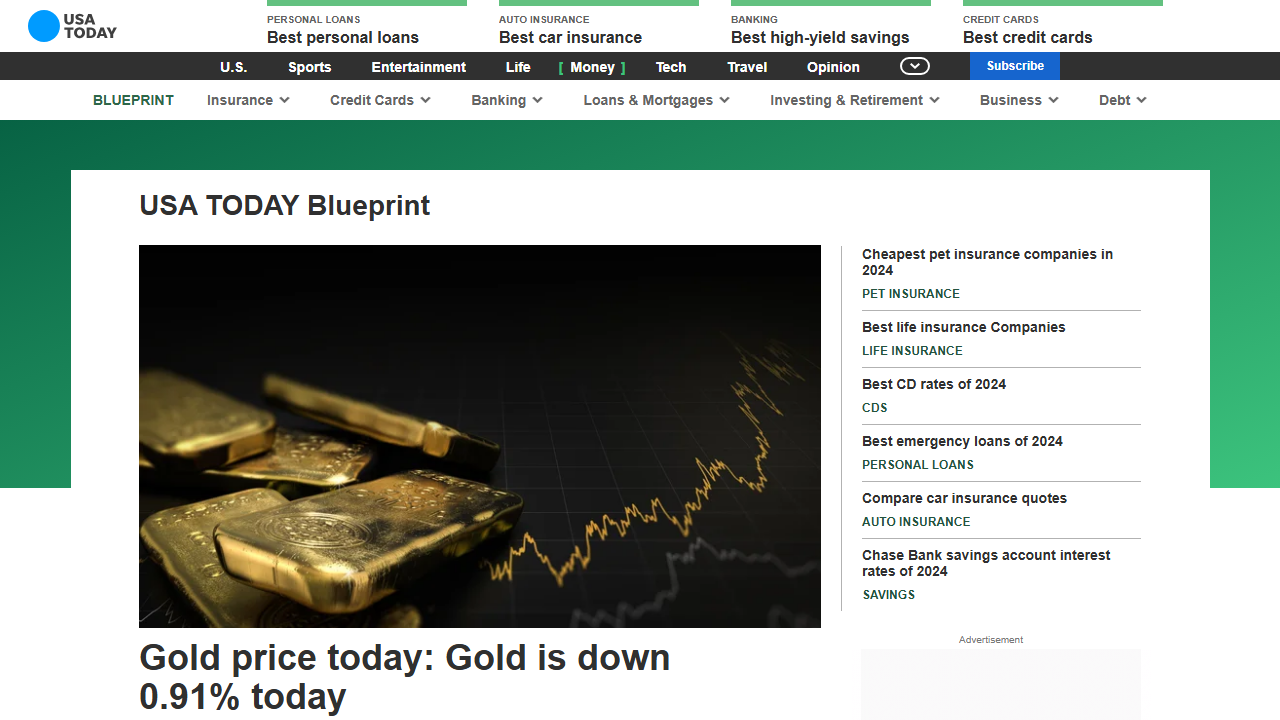 USA
TODAY
PERSONAL LOANS
Best personal loans
AUTO INSURANCE
Best car insurance
BANKING
Best high-yield savings
CREDIT CARDS
Best credit cards
U.S. Sports Entertainment Life [ Money ] Tech Travel Opinion Subscribe
BLUEPRINT Insurance Credit Cards Banking Loans & Mortgages Investing & Retirement Business Debt
USA TODAY Blueprint
Gold price today: Gold is down
0.91% today
Cheapest pet insurance companies in
2024
PET INSURANCE
Best life insurance Companies
LIFE INSURANCE
Best CD rates of 2024
CDS
Best emergency loans of 2024
PERSONAL LOANS
Compare car insurance quotes
AUTO INSURANCE
Chase Bank savings account interest
rates of 2024
SAVINGS
Advertisement